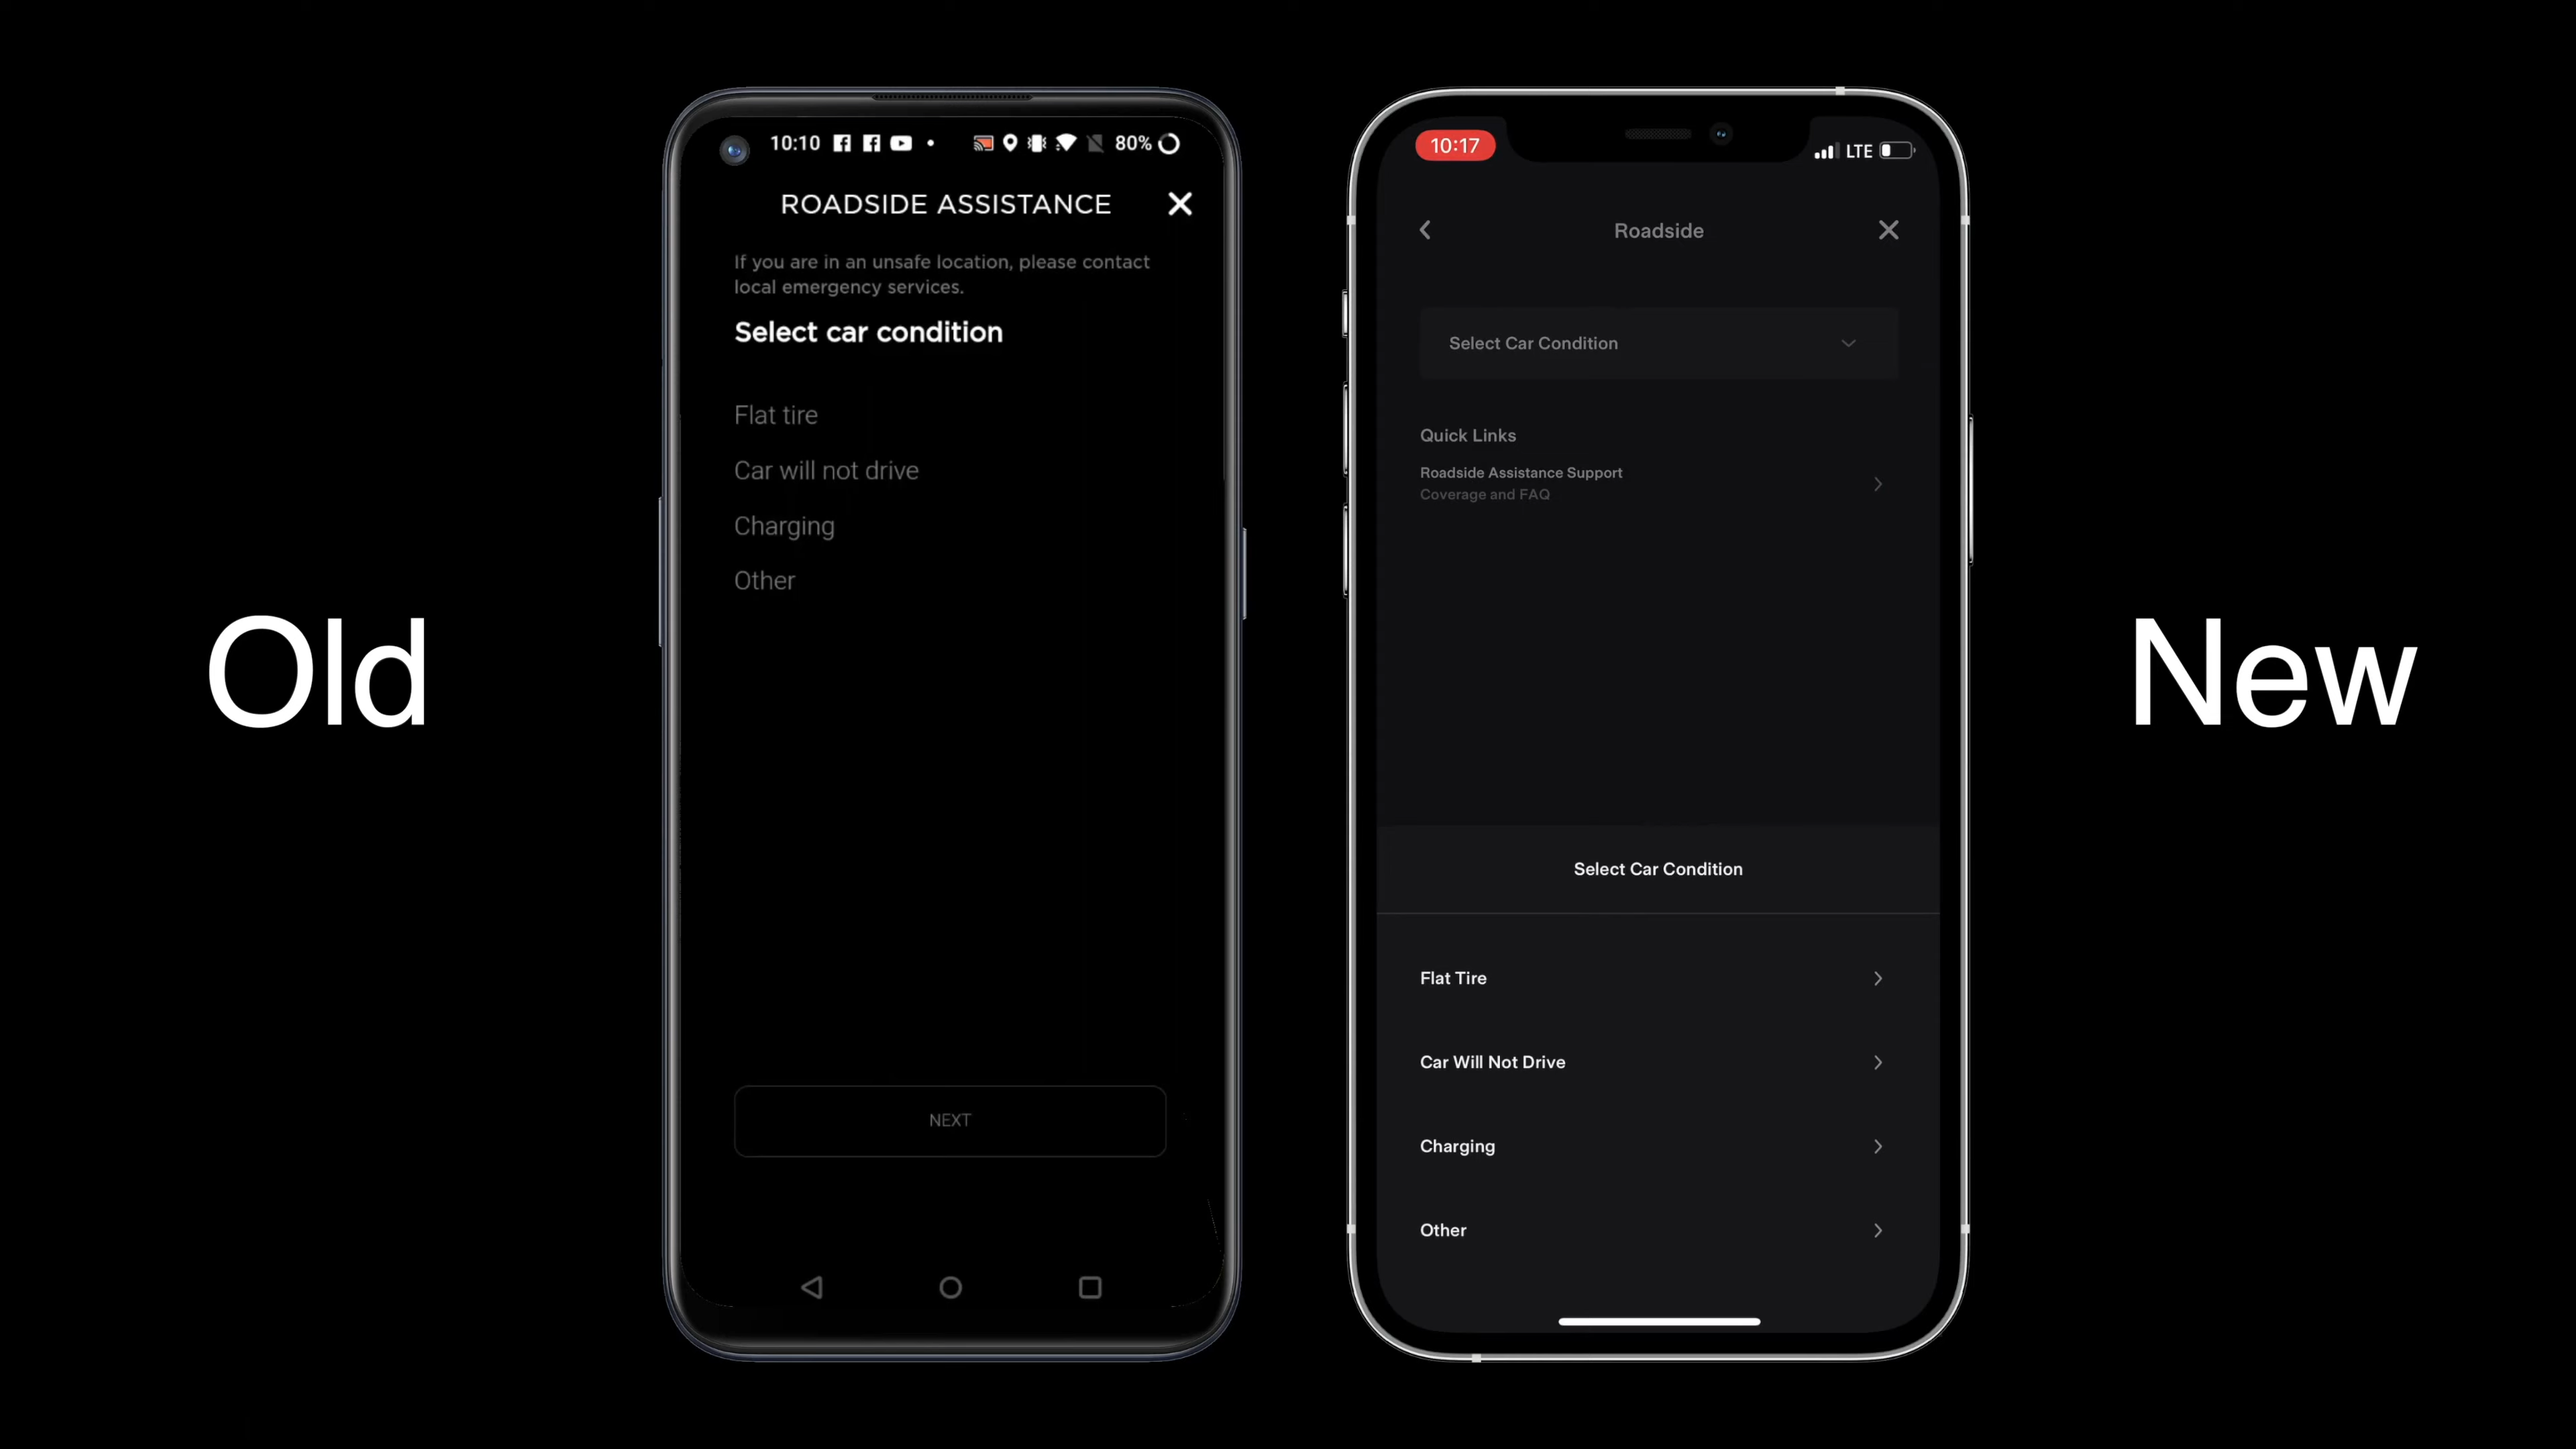 Old
10:10
80%
ROADSIDE ASSISTANCE
If you are in an unsafe location, please contact
local emergency services.
Select car condition
Flat tire
Car will not drive
Charging
Other
NEXT
10:17
LTE
Roadside
Select Car Condition
Quick Links
Roadside Assistance Support
Coverage and FAQ
Select Car Condition
Flat Tire
Car Will Not Drive
Charging
Other
New